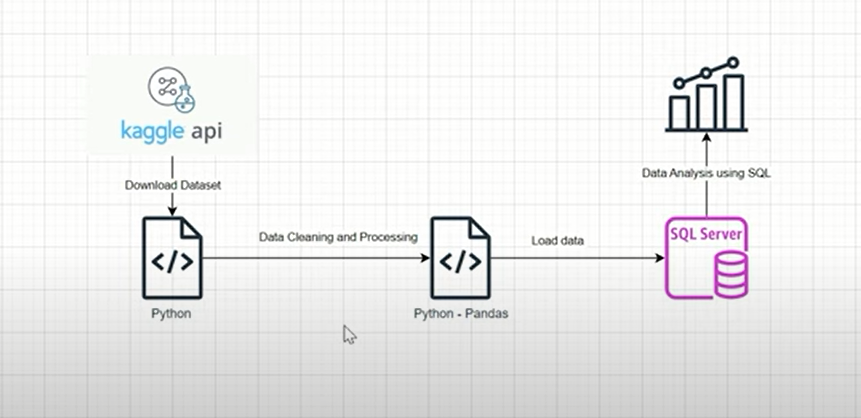 kaggle api
Download Dataset
</>
Python
Data Cleaning and Processing
</>
Python - Pandas
Load data
SQL Server
Data Analysis using SQL